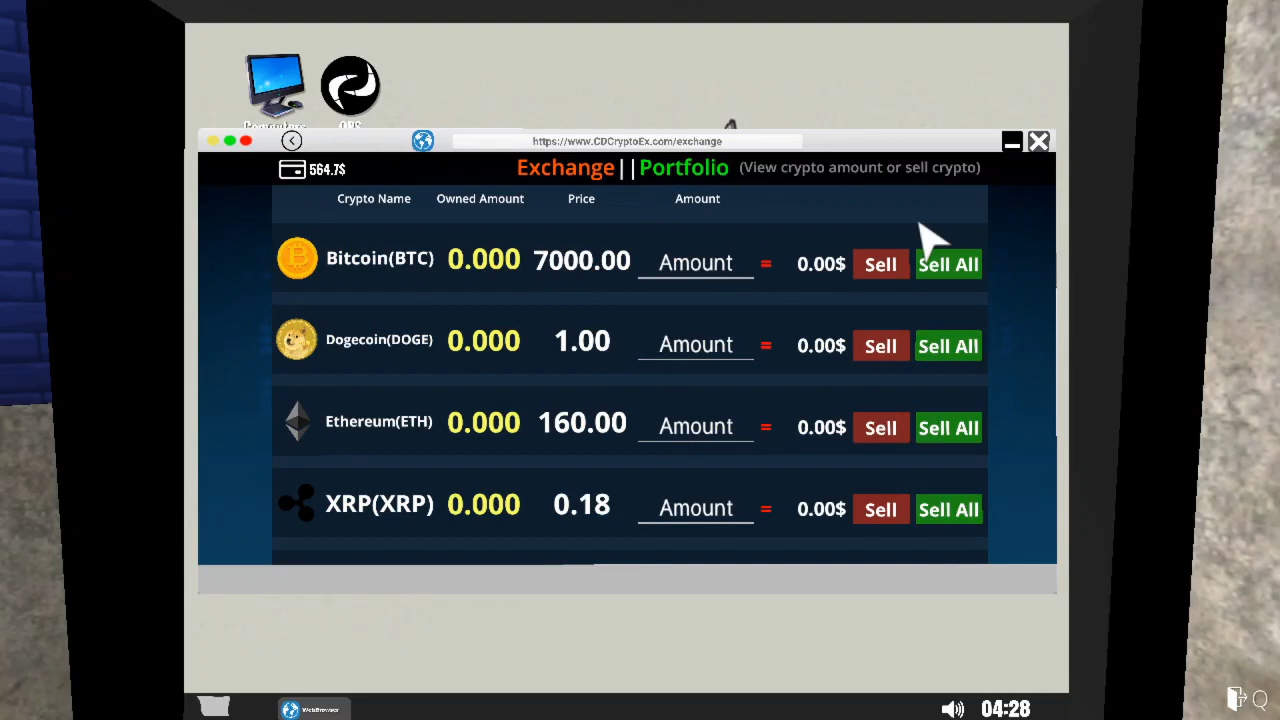 https://www.CDCryptoEx.com/exchange
564.7$ Exchange||Portfolio (View crypto amount or sell crypto)
Crypto Name Owned Amount Price Amount
Bitcoin(BTC) 0.000 7000.00 Amount = 0.00$ Sell Sell All
Dogecoin(DOGE) 0.000 1.00 Amount = 0.00$ Sell Sell All
Ethereum(ETH) 0.000 160.00 Amount = 0.00$ Sell Sell All
XRP(XRP) 0.000 0.18 Amount = 0.00$ Sell Sell All
WebBrowser 04:28
Q